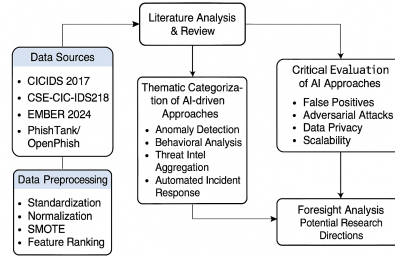 Literature Analysis
& Review
Data Sources
• CICIDS 2017
• CSE-CIC-IDS218
• EMBER 2024
• PhishTank/
OpenPhish
Data Preprocessing
• Standardization
• Normalization
• SMOTE
• Feature Ranking
Thematic Categoriza-
tion of AI-driven
Approaches
• Anomaly Detection
• Behavioral Analysis
• Threat Intel
Aggregation
• Automated Incident
Response
Critical Evaluation
of AI Approaches
• False Positives
• Adversarial Attacks
• Data Privacy
• Scalability
Foresight Analysis
Potential Research
Directions